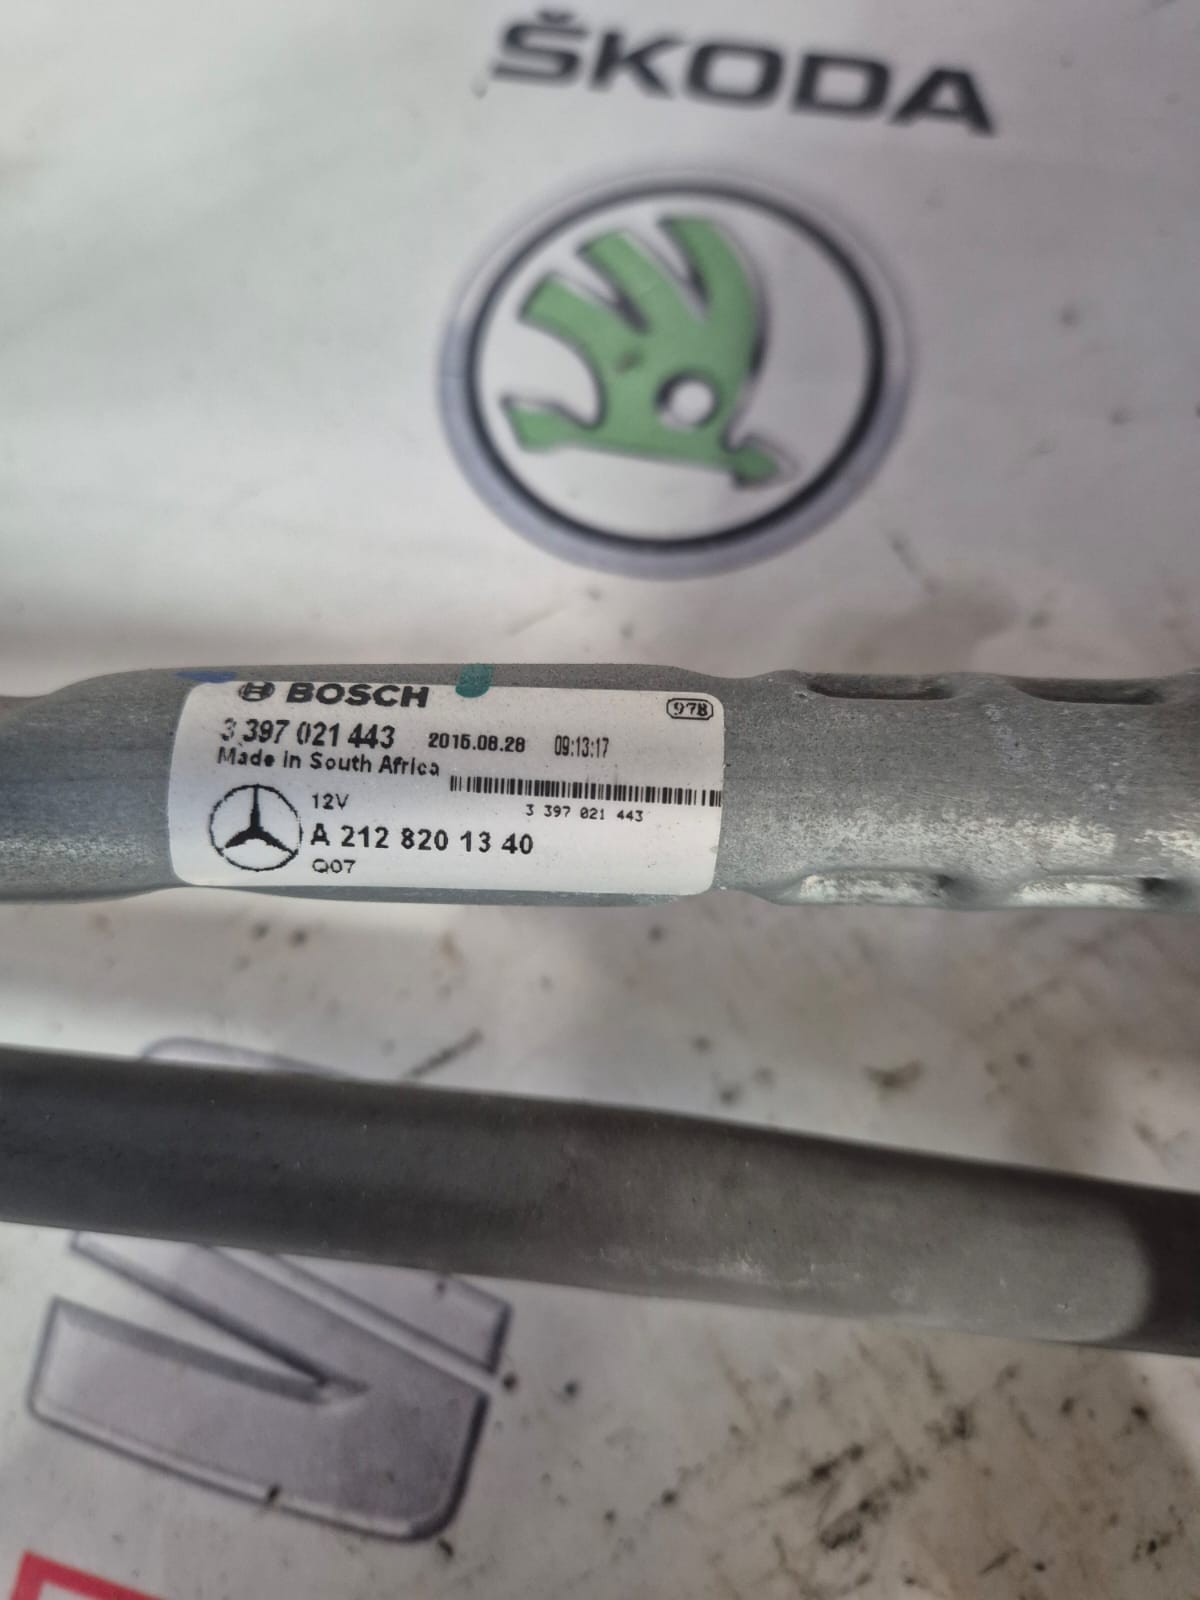 ŠKODA
BOSCH
978
3 397 021 443 2015.08.28 09:13:17
Made in South Africa
3 397 021 443
12V
A 212 820 13 40
Q07